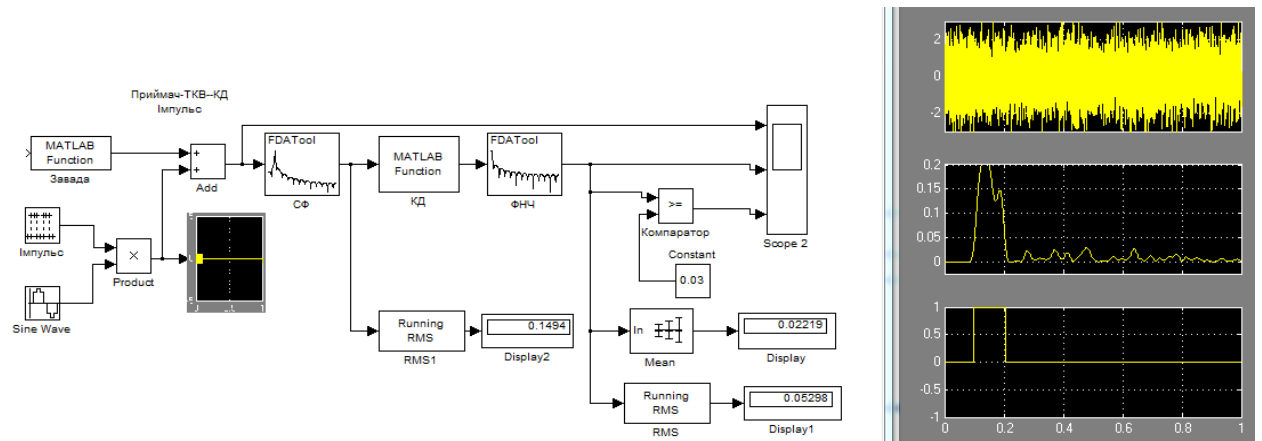 Приймач-ТКВ--КД
Імпульс
MATLAB
Function
Завада
+
+
Add
FDATool
СФ
MATLAB
Function
КД
FDATool
ФНЧ
>=
Компаратор
Scope 2
Constant
0.03
Імпульс
×
Product
Sine Wave
Running
RMS
RMS1
0.1494
Display2
In
Mean
0.02219
Display
Running
RMS
RMS
0.05298
Display1
2
0
-2
0.2
0.15
0.1
0.05
0
1
0.5
0
-0.5
-1
0
0.2
0.4
0.6
0.8
1